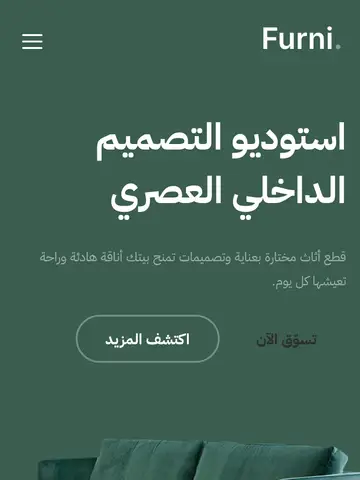 Furni.
استوديو التصميم
الداخلي العصري
قطع أثاث مختارة بعناية وتصميمات تمنح بيتك أناقة هادئة وراحة
تعيشها كل يوم.
تسوّق الآن
اكتشف المزيد